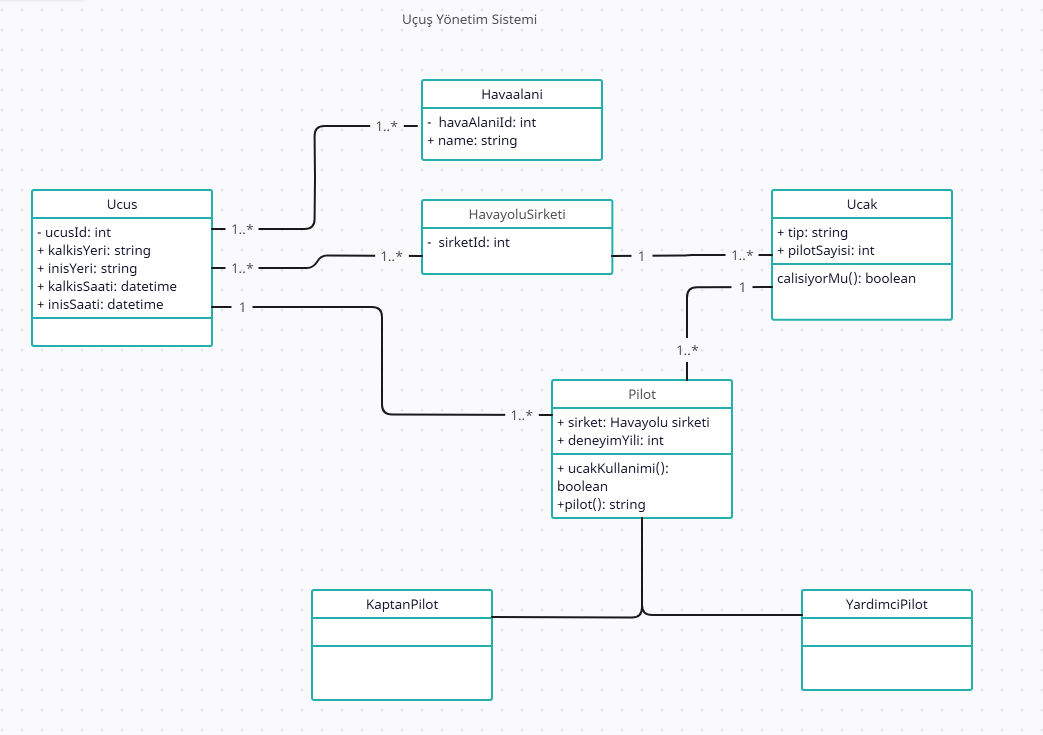 Uçuş Yönetim Sistemi
Havaalani
- havaAlaniId: int
+ name: string
1..*
Ucus
- ucusId: int
+ kalkisYeri: string
+ inisYeri: string
+ kalkisSaati: datetime
+ inisSaati: datetime
1..*
1..*
1
HavayoluSirketi
- sirketId: int
1..*
1
1..*
Ucak
+ tip: string
+ pilotSayisi: int
calisiyorMu(): boolean
1
1..*
1..*
Pilot
+ sirket: Havayolu sirketi
+ deneyimYili: int
+ ucakKullanimi():
boolean
+pilot(): string
KaptanPilot
YardimciPilot